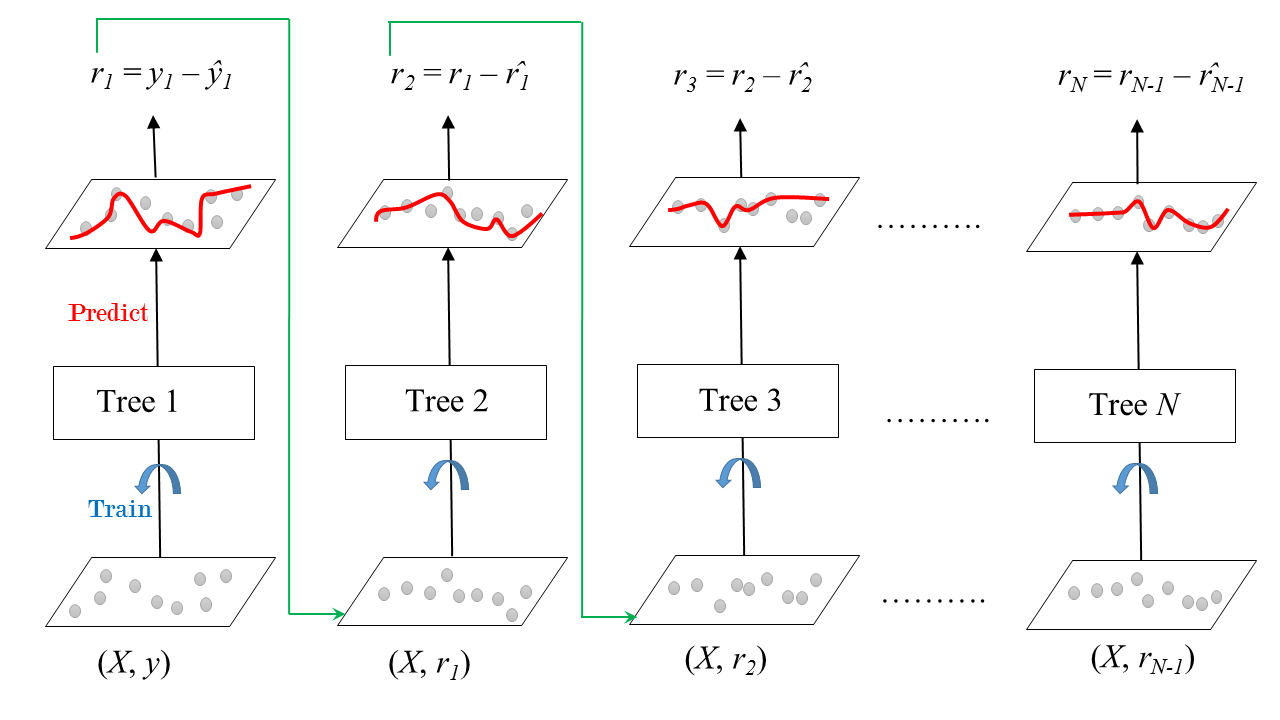 r1 = y1 – ŷ1
r2 = r1 – r̂1
r3 = r2 – r̂2
rN = rN-1 – r̂N-1
……….
Predict
Tree 1
Tree 2
Tree 3
……….
Tree N
Train
……….
(X, y)
(X, r1)
(X, r2)
(X, rN-1)